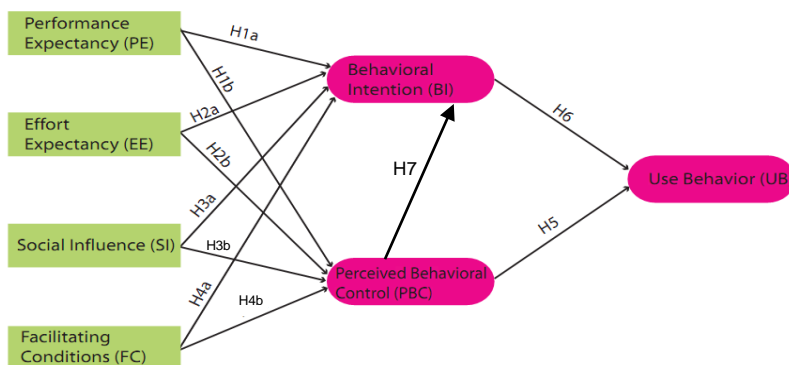 Performance
Expectancy (PE)
H1a
H1b
Behavioral
Intention (BI)
H2a
Effort
Expectancy (EE)
H2b
H6
H7
Use Behavior (UB
H3a
Social Influence (SI)
H3b
H5
Perceived Behavioral
Control (PBC)
H4a
H4b
Facilitating
Conditions (FC)